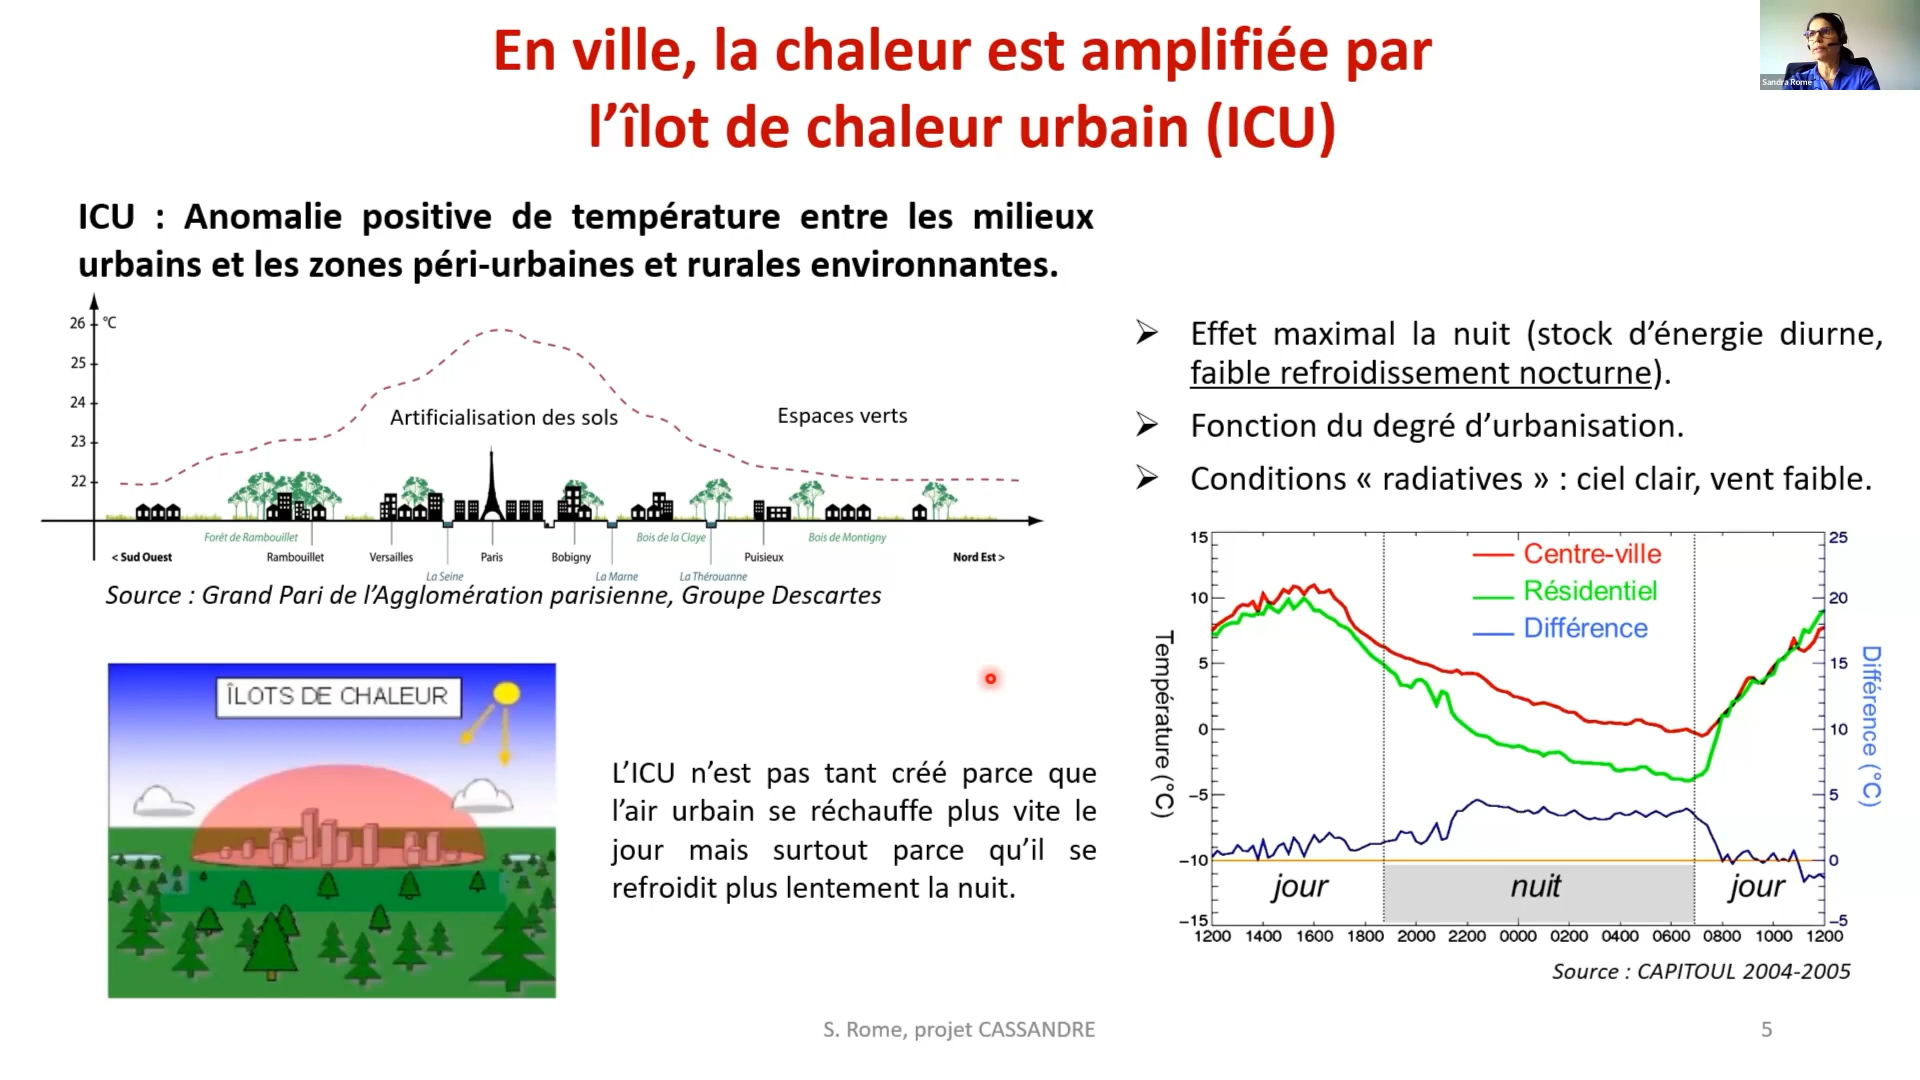 En ville, la chaleur est amplifiée par
l’îlot de chaleur urbain (ICU)
Sandra Rome
ICU : Anomalie positive de température entre les milieux
urbains et les zones péri-urbaines et rurales environnantes.
26 °C
25
24
23
22
Artificialisation des sols
Espaces verts
Forêt de Rambouillet
Bois de la Claye
Bois de Montigny
< Sud Ouest
Rambouillet
Versailles
Paris
Bobigny
Puisieux
Nord Est >
La Seine
La Marne
La Thérouanne
Source : Grand Pari de l’Agglomération parisienne, Groupe Descartes
➢ Effet maximal la nuit (stock d’énergie diurne,
faible refroidissement nocturne).
➢ Fonction du degré d’urbanisation.
➢ Conditions « radiatives » : ciel clair, vent faible.
ÎLOTS DE CHALEUR
L’ICU n’est pas tant créé parce que
l’air urbain se réchauffe plus vite le
jour mais surtout parce qu’il se
refroidit plus lentement la nuit.
Centre-ville
Résidentiel
Différence
Température (°C)
15
10
5
0
−5
−10
−15
Différence (°C)
25
20
15
10
5
0
−5
jour
nuit
jour
1200 1400 1600 1800 2000 2200 0000 0200 0400 0600 0800 1000 1200
Source : CAPITOUL 2004-2005
S. Rome, projet CASSANDRE
5